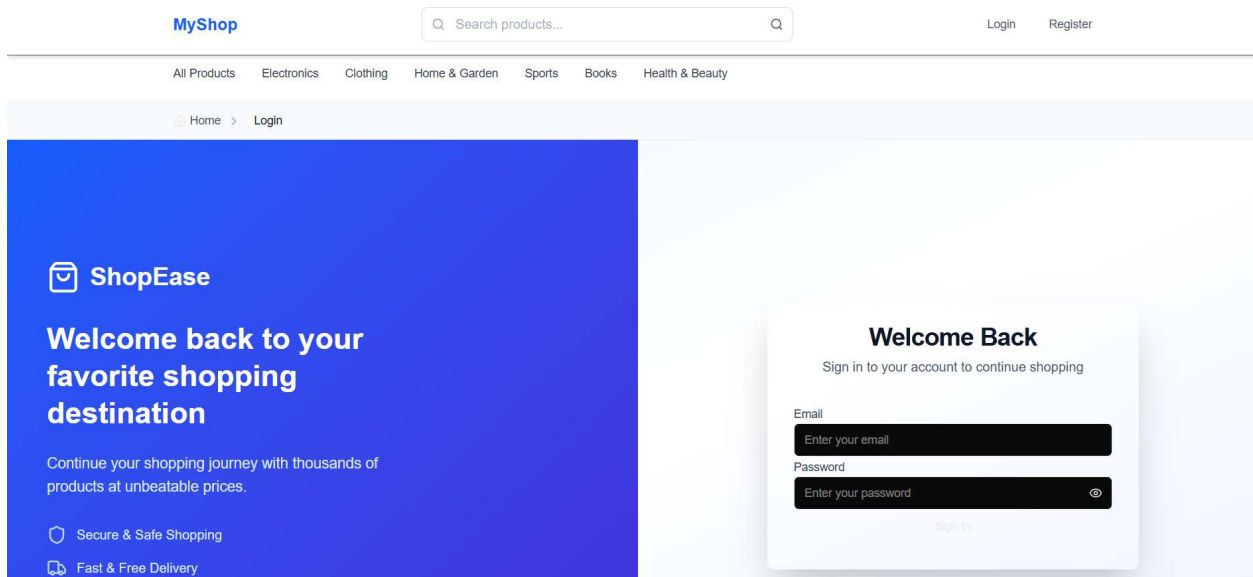 MyShop
Search products...
Login
Register
All Products
Electronics
Clothing
Home & Garden
Sports
Books
Health & Beauty
Home > Login
ShopEase
Welcome back to your
favorite shopping
destination
Continue your shopping journey with thousands of
products at unbeatable prices.
Secure & Safe Shopping
Fast & Free Delivery
Welcome Back
Sign in to your account to continue shopping
Email
Enter your email
Password
Enter your password
Sign In